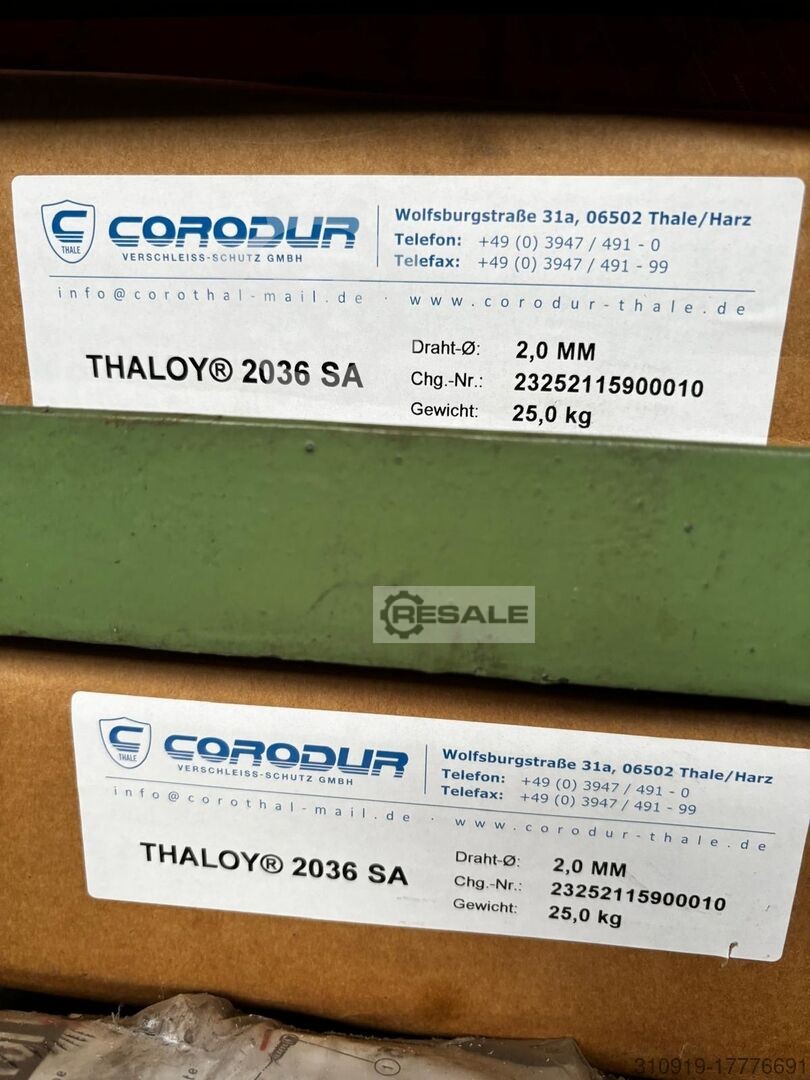 C
THALE
CORODUR
VERSCHLEISS-SCHUTZ GMBH
Wolfsburgstraße 31a, 06502 Thale/Harz
Telefon: +49 (0) 3947 / 491 - 0
Telefax: +49 (0) 3947 / 491 - 99
info@corothal-mail.de · www.corodur-thale.de
THALOY® 2036 SA
Draht-Ø: 2,0 MM
Chg.-Nr.: 23252115900010
Gewicht: 25,0 kg
RESALE
C
THALE
CORODUR
VERSCHLEISS-SCHUTZ GMBH
Wolfsburgstraße 31a, 06502 Thale/Harz
Telefon: +49 (0) 3947 / 491 - 0
Telefax: +49 (0) 3947 / 491 - 99
info@corothal-mail.de · www.corodur-thale.de
THALOY® 2036 SA
Draht-Ø: 2,0 MM
Chg.-Nr.: 23252115900010
Gewicht: 25,0 kg
310919-17776691